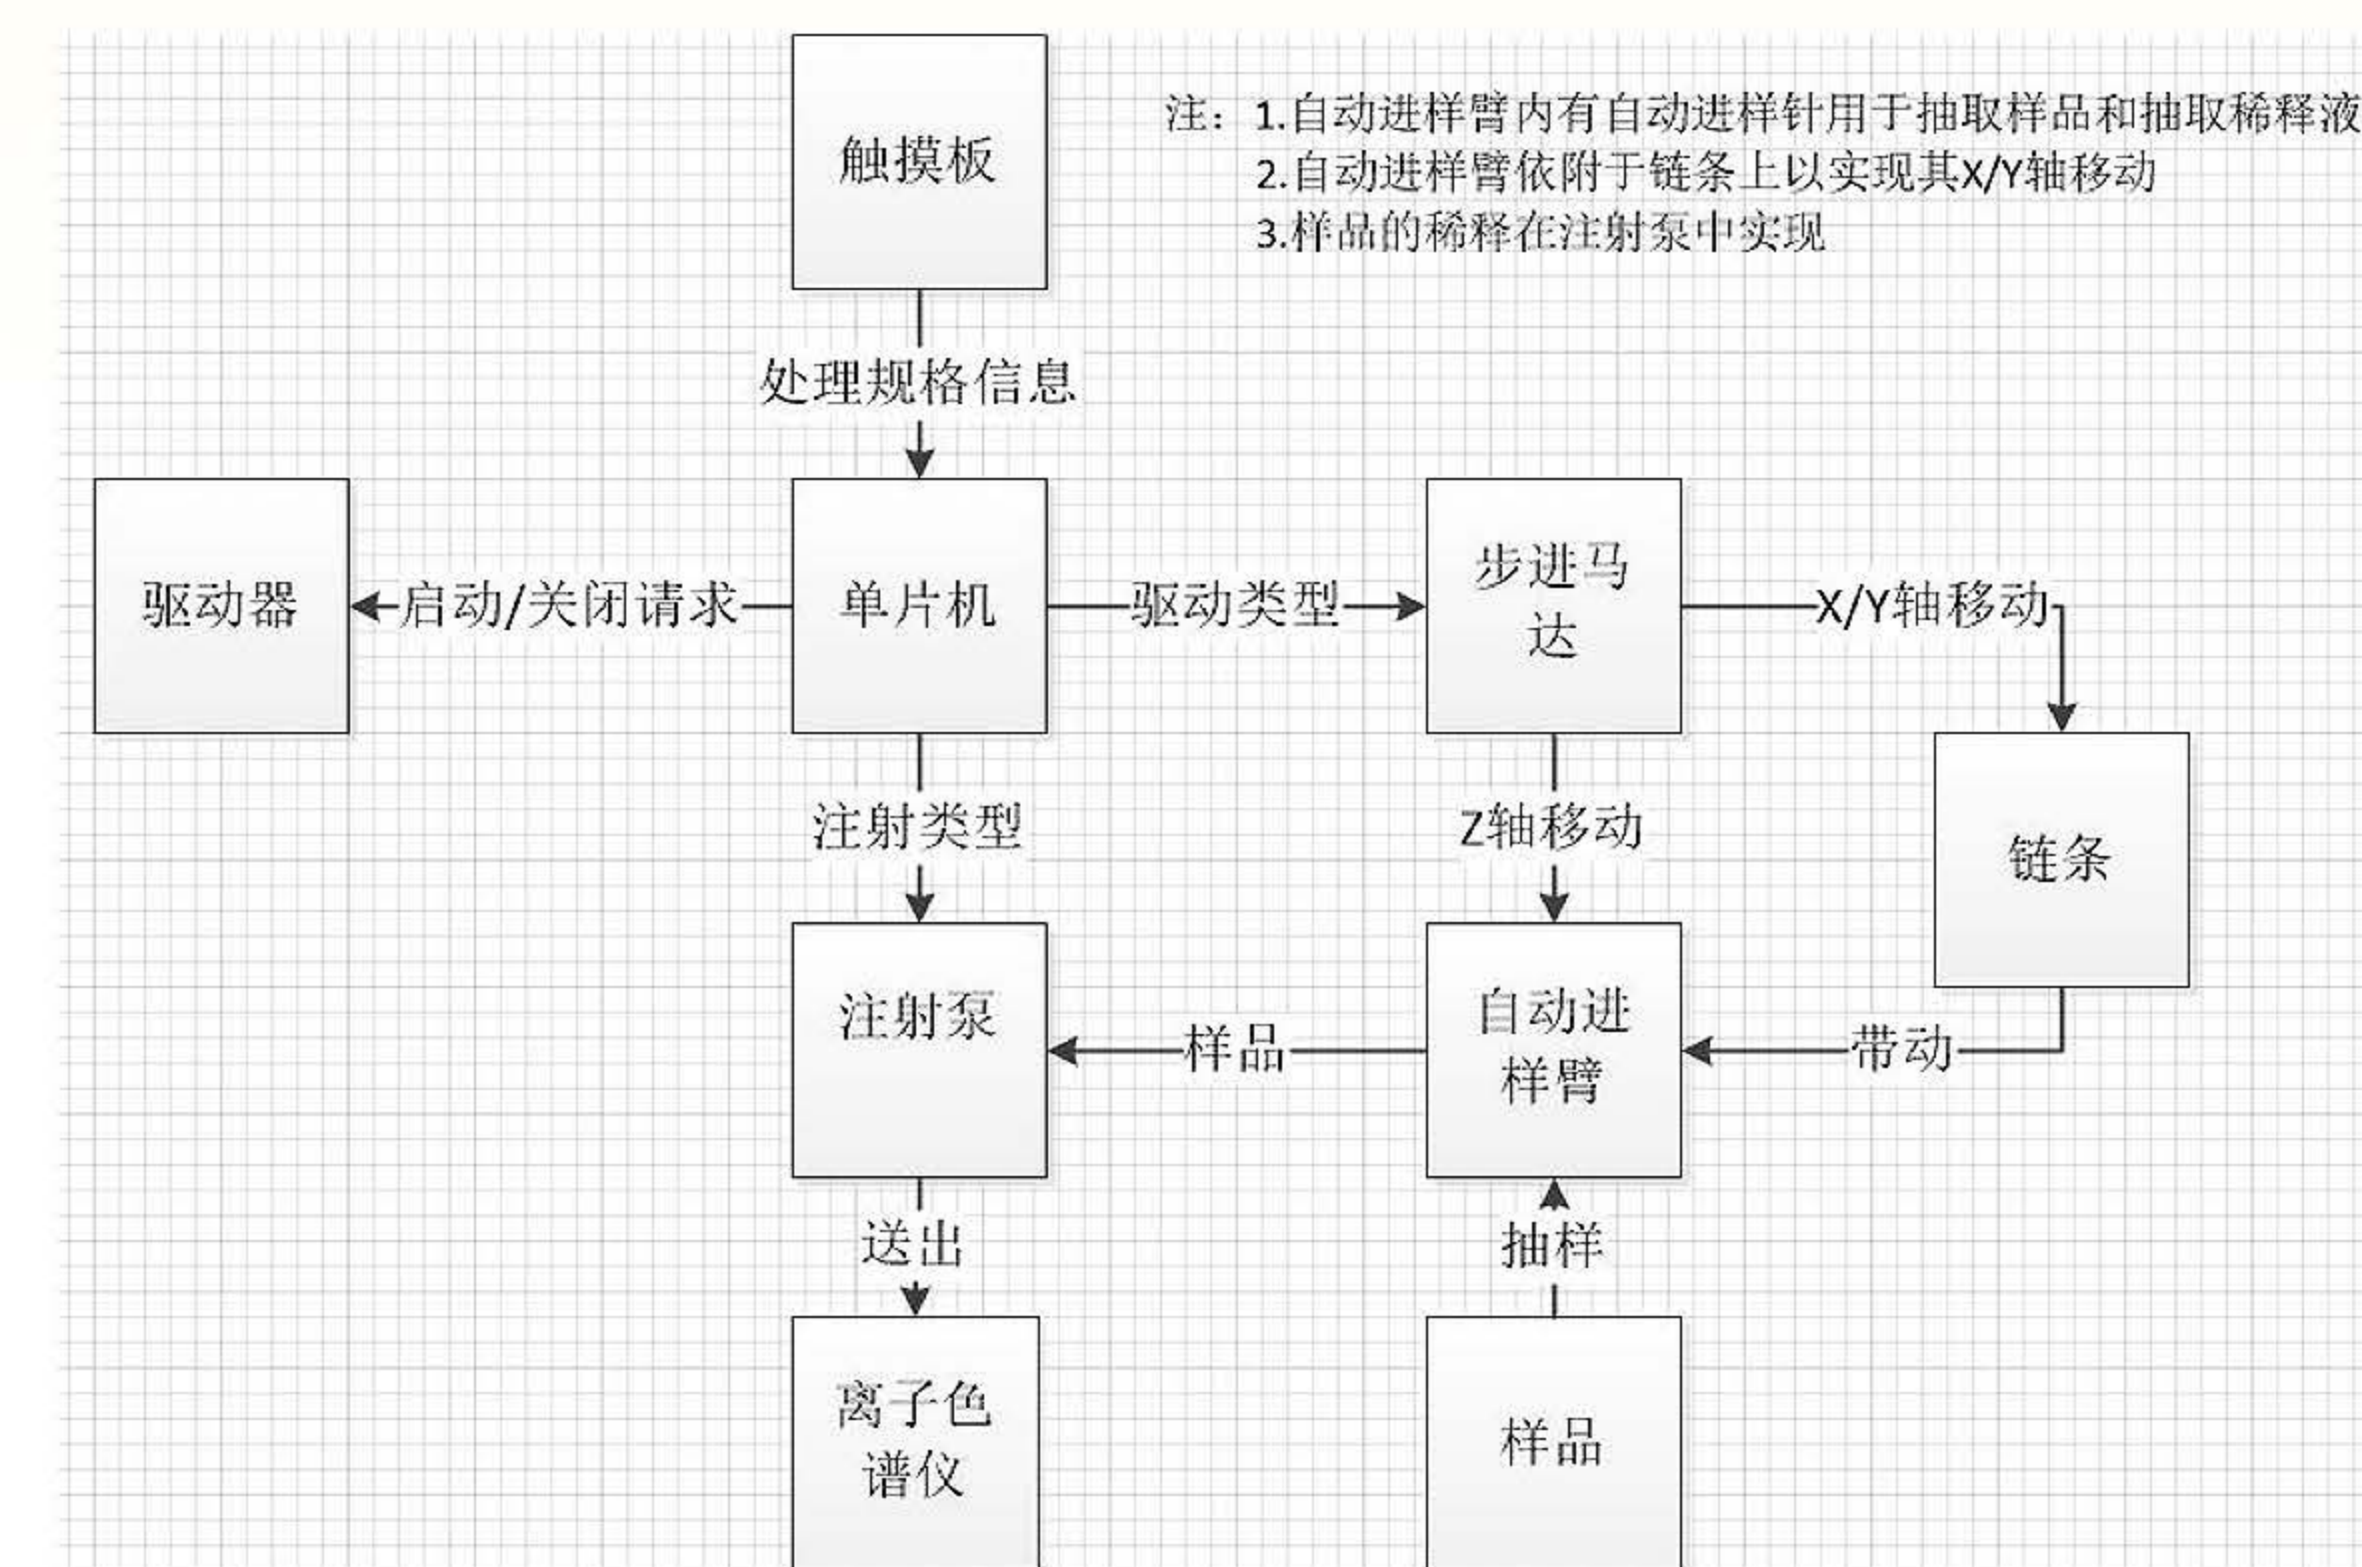 触摸板
注：1.自动进样臂内有自动进样针用于抽取样品和抽取稀释液
2.自动进样臂依附于链条上以实现其X/Y轴移动
3.样品的稀释在注射泵中实现
处理规格信息
驱动器
启动/关闭请求
单片机
驱动类型
步进马
达
X/Y轴移动
注射类型
Z轴移动
链条
注射泵
样品
自动进
样臂
带动
送出
抽样
离子色
谱仪
样品